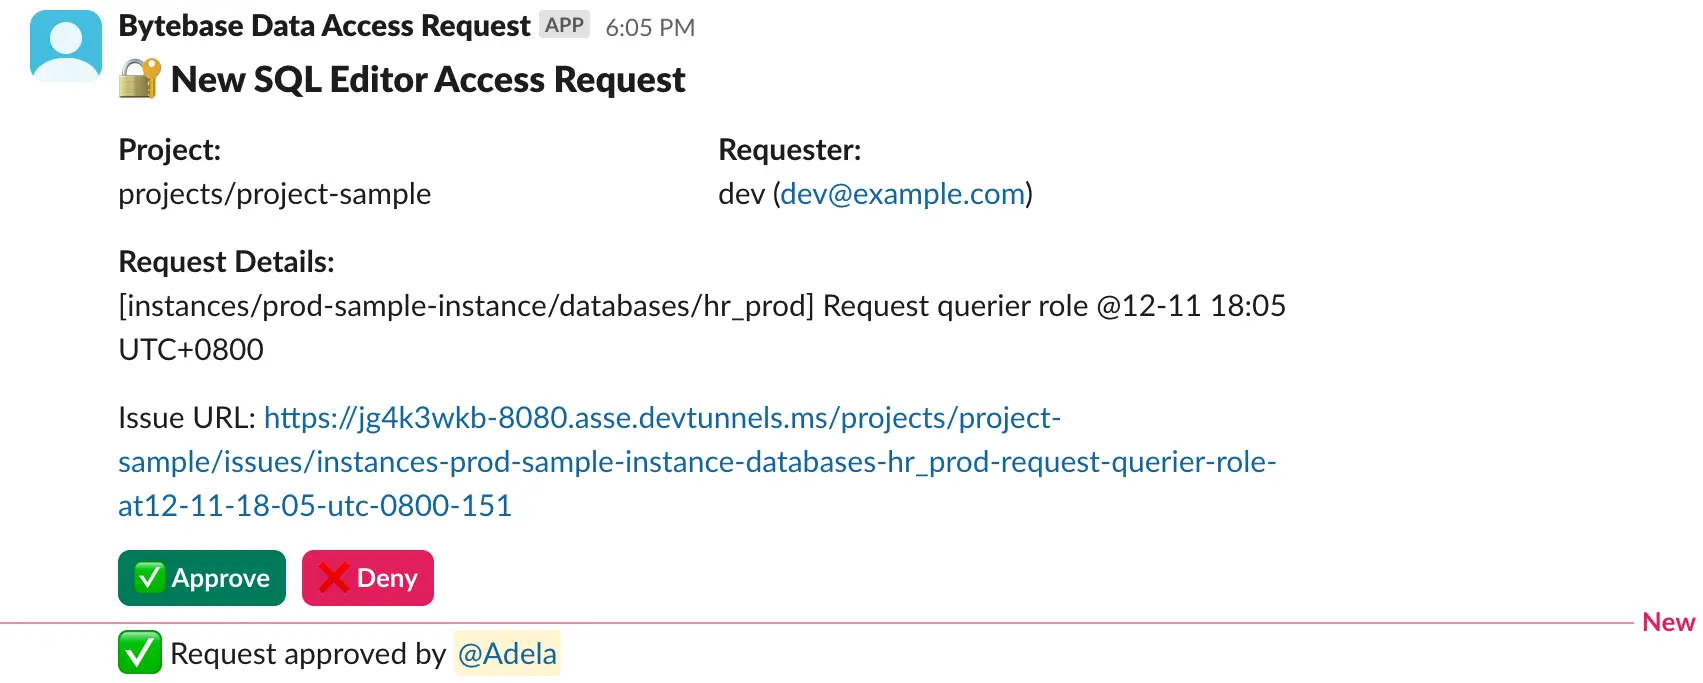 Bytebase Data Access Request APP 6:05 PM
New SQL Editor Access Request
Project:
projects/project-sample
Requester:
dev (dev@example.com)
Request Details:
[instances/prod-sample-instance/databases/hr_prod] Request querier role @12-11 18:05
UTC+0800
Issue URL: https://jg4k3wkb-8080.asse.devtunnels.ms/projects/project-
sample/issues/instances-prod-sample-instance-databases-hr_prod-request-querier-role-
at12-11-18-05-utc-0800-151
Approve
Deny
New
Request approved by @Adela